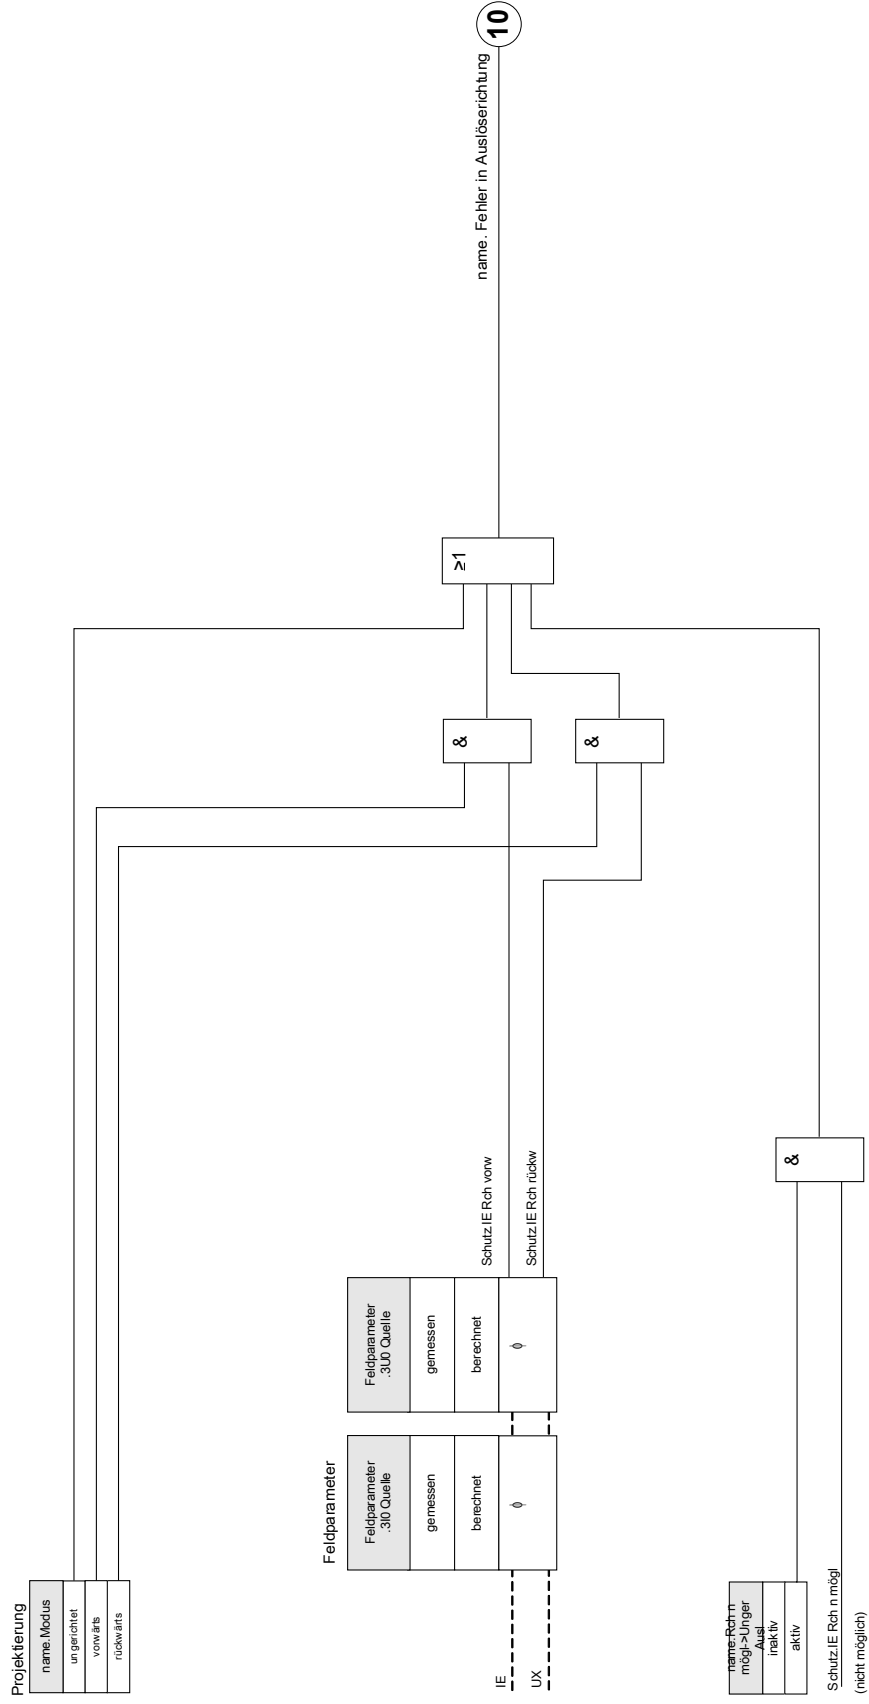 Projektierung
name.Modus
ungerichtet
vorwärts
rückwärts
Feldparameter
Feldparameter
.3I0 Quelle
gemessen
berechnet
φ
Feldparameter
.3U0 Quelle
gemessen
berechnet
φ
IE
UX
Schutz.IE Rch vorw
Schutz.IE Rch rückw
name.Rch n
mögl->Unger
Ausl
inaktiv
aktiv
Schutz.IE Rch n mögl
(nicht möglich)
&
&
&
≥1
name. Fehler in Auslöserichtung
10